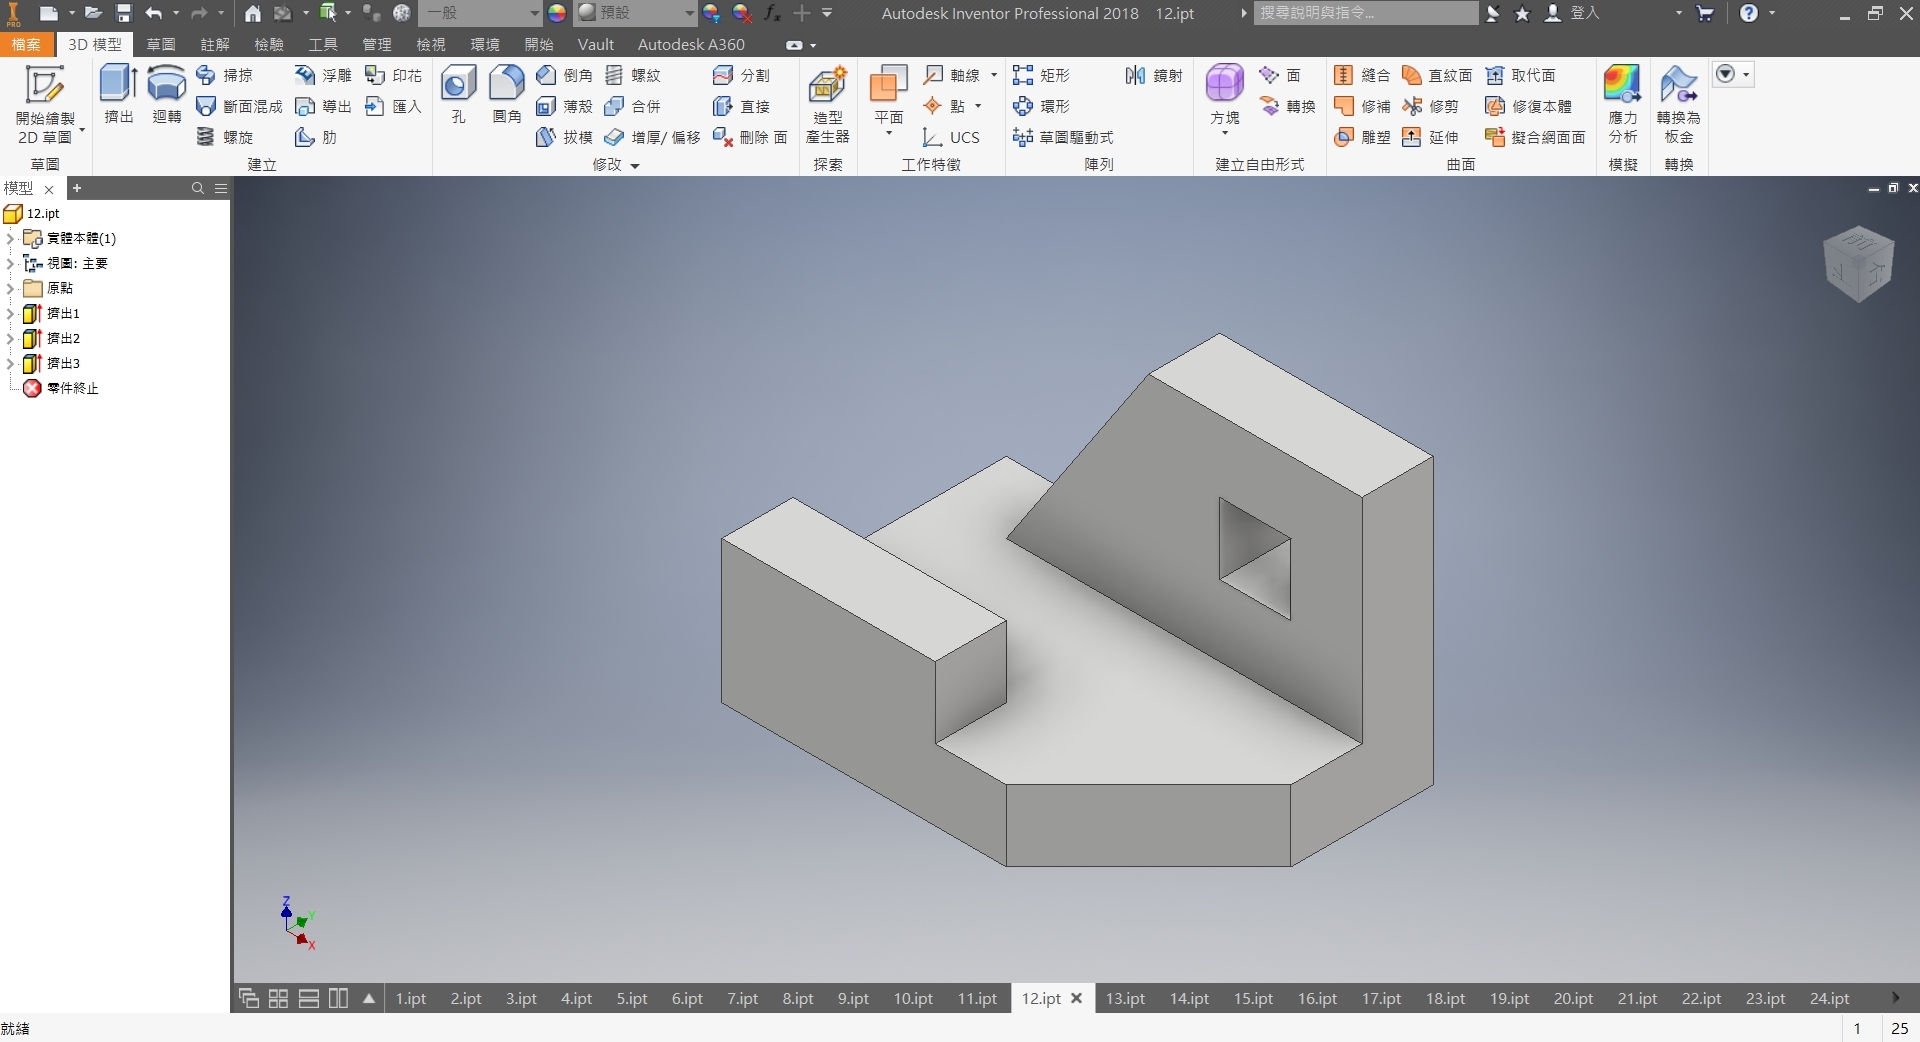 PRO
一般
預設
fx
Autodesk Inventor Professional 2018 12.ipt
搜尋說明與指令...
登入
檔案 3D 模型 草圖 註解 檢驗 工具 管理 檢視 環境 開始 Vault Autodesk A360
開始繪製
2D 草圖
草圖
擠出 迴轉
掃掠 浮雕 印花
斷面混成 導出 匯入
螺旋 肋
建立
孔 圓角
倒角 螺紋 分割
薄殼 合併 直接
拔模 增厚/ 偏移 刪除 面
修改
造型
產生器
探索
平面
軸線
點
UCS
工作特徵
矩形 鏡射
環形
草圖驅動式
陣列
方塊
面
轉換
建立自由形式
縫合 直紋面 取代面
修補 修剪 修復本體
雕塑 延伸 擬合網面面
曲面
應力
分析
模擬
轉換為
板金
轉換
模型
12.ipt
實體本體(1)
視圖: 主要
原點
擠出1
擠出2
擠出3
零件終止
Z
Y
X
1.ipt 2.ipt 3.ipt 4.ipt 5.ipt 6.ipt 7.ipt 8.ipt 9.ipt 10.ipt 11.ipt 12.ipt 13.ipt 14.ipt 15.ipt 16.ipt 17.ipt 18.ipt 19.ipt 20.ipt 21.ipt 22.ipt 23.ipt 24.ipt
就緒
1 25